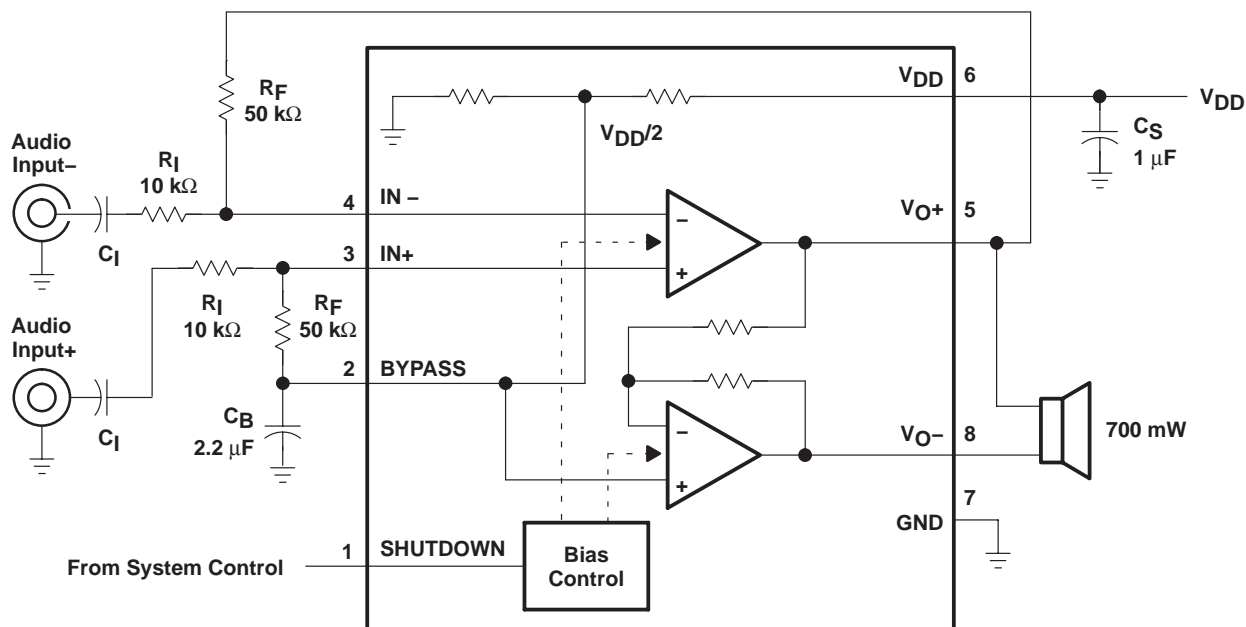 VDD
6
VDD
RF
50 kΩ
VDD/2
CS
1 µF
Audio
Input−
RI
10 kΩ
CI
4
IN −
−
+
VO+
5
3
IN+
RI
10 kΩ
RF
50 kΩ
Audio
Input+
CI
2
BYPASS
CB
2.2 µF
−
+
VO−
8
700 mW
7
GND
1
SHUTDOWN
From System Control
Bias
Control